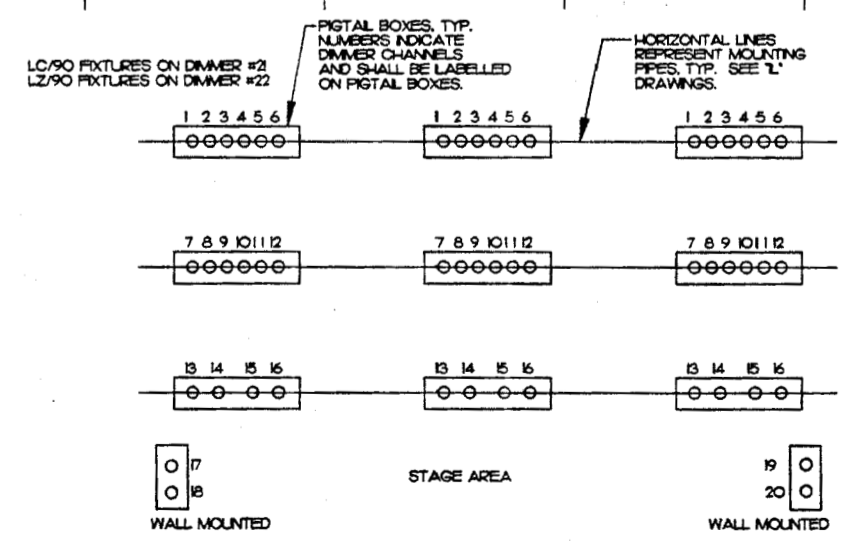 LC/90 FIXTURES ON DIMMER #21
LZ/90 FIXTURES ON DIMMER #22
PIGTAIL BOXES, TYP.
NUMBERS INDICATE
DIMMER CHANNELS
AND SHALL BE LABELLED
ON PIGTAIL BOXES.
HORIZONTAL LINES
REPRESENT MOUNTING
PIPES, TYP. SEE "L"
DRAWINGS.
1 2 3 4 5 6
1 2 3 4 5 6
1 2 3 4 5 6
7 8 9 10 11 12
7 8 9 10 11 12
7 8 9 10 11 12
13 14 15 16
13 14 15 16
13 14 15 16
17
18
WALL MOUNTED
STAGE AREA
19
20
WALL MOUNTED